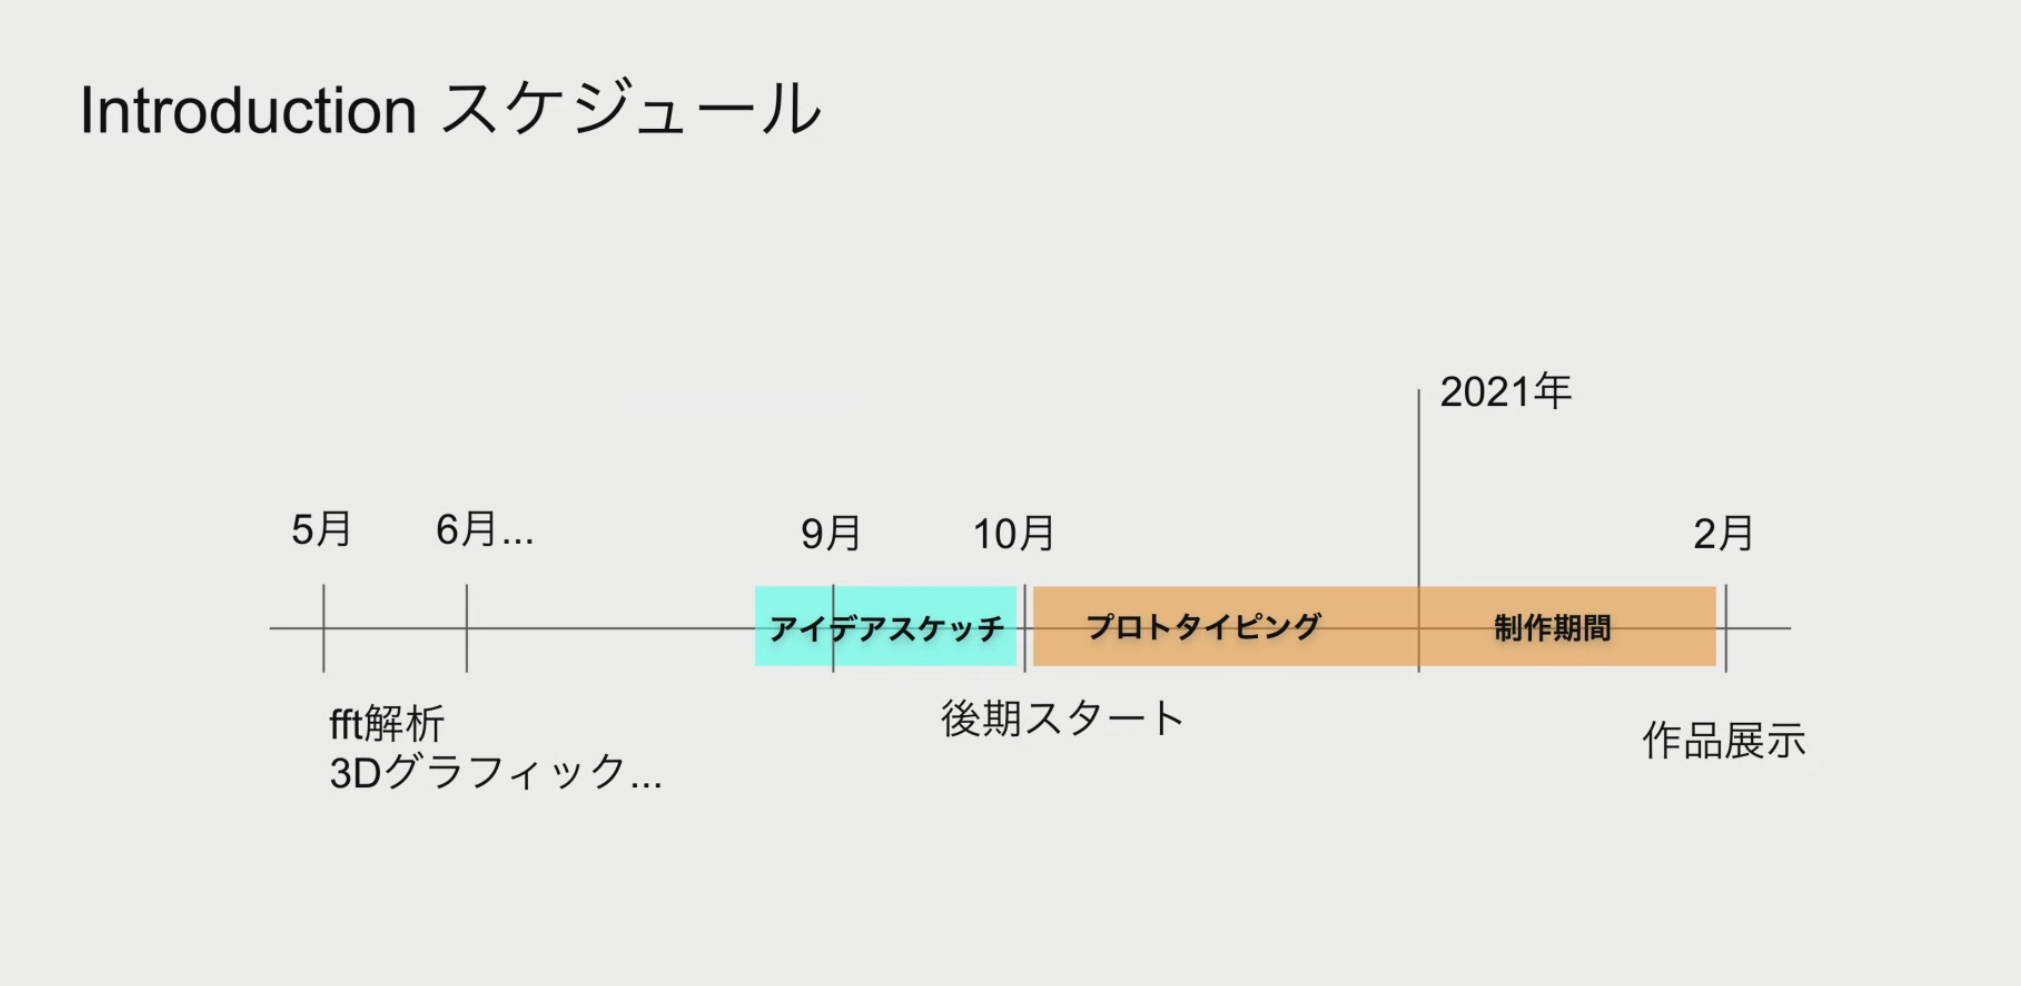 Introduction スケジュール
2021年
5月
6月...
9月
10月
2月
アイデアスケッチ
プロトタイピング
制作期間
fft解析
3Dグラフィック...
後期スタート
作品展示